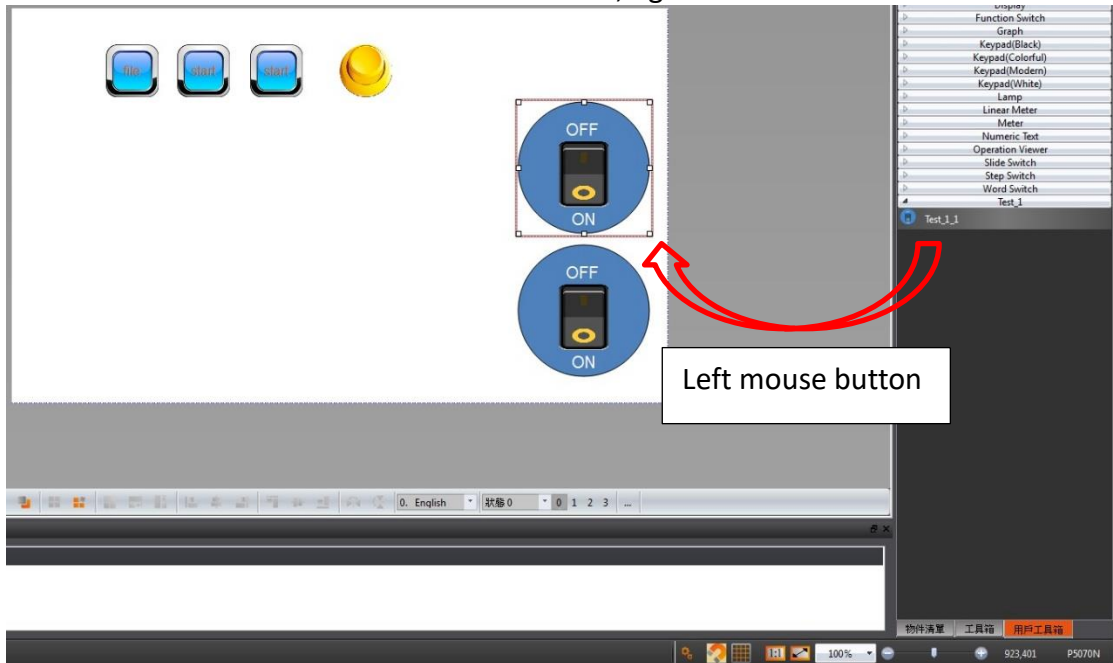 Display
Function Switch
Graph
Keypad(Black)
Keypad(Colorful)
Keypad(Modern)
Keypad(White)
Lamp
Linear Meter
Meter
Numeric Text
Operation Viewer
Slide Switch
Step Switch
Word Switch
Test_1
Test_1_1
file
start
start
OFF
ON
OFF
ON
Left mouse button
0. English
狀態 0
0 1 2 3 ...
物件清單 工具箱 用戶工具箱
1:1
100%
923,401
P5070N